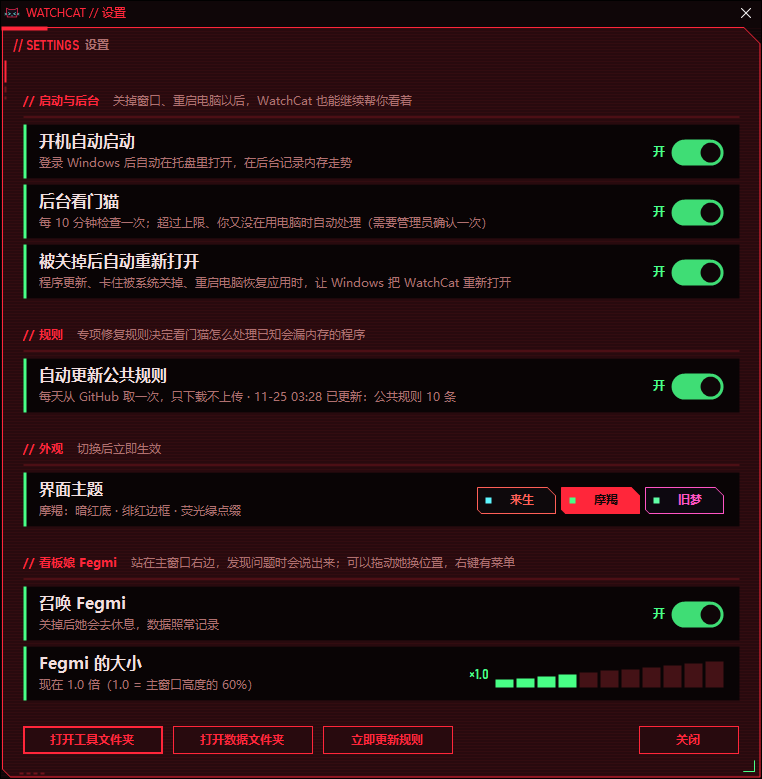 WATCHCAT // 设置
// SETTINGS 设置
// 启动与后台 关掉窗口、重启电脑以后，WatchCat 也能继续帮你看着
开机自动启动
登录 Windows 后自动在托盘里打开，在后台记录内存走势
开
后台看门猫
每 10 分钟检查一次；超过上限、你又没在用电脑时自动处理（需要管理员确认一次）
开
被关掉后自动重新打开
程序更新、卡住被系统关掉、重启电脑恢复应用时，让 Windows 把 WatchCat 重新打开
开
// 规则 专项修复规则决定看门猫怎么处理已知会漏内存的程序
自动更新公共规则
每天从 GitHub 取一次，只下载不上传 · 11-25 03:28 已更新：公共规则 10 条
开
// 外观 切换后立即生效
界面主题
摩羯：暗红底 · 绯红边框 · 荧光绿点缀
来生 摩羯 旧梦
// 看板娘 Fegmi 站在主窗口右边，发现问题时会说出来；可以拖动她换位置，右键有菜单
召唤 Fegmi
关掉后她会去休息，数据照常记录
开
Fegmi 的大小
现在 1.0 倍（1.0 = 主窗口高度的 60%）
×1.0
打开工具文件夹 打开数据文件夹 立即更新规则 关闭